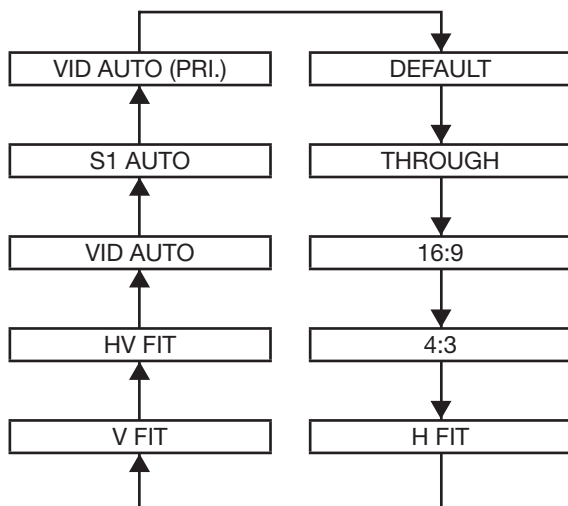 VID AUTO (PRI.)
DEFAULT
S1 AUTO
THROUGH
VID AUTO
16:9
HV FIT
4:3
V FIT
H FIT